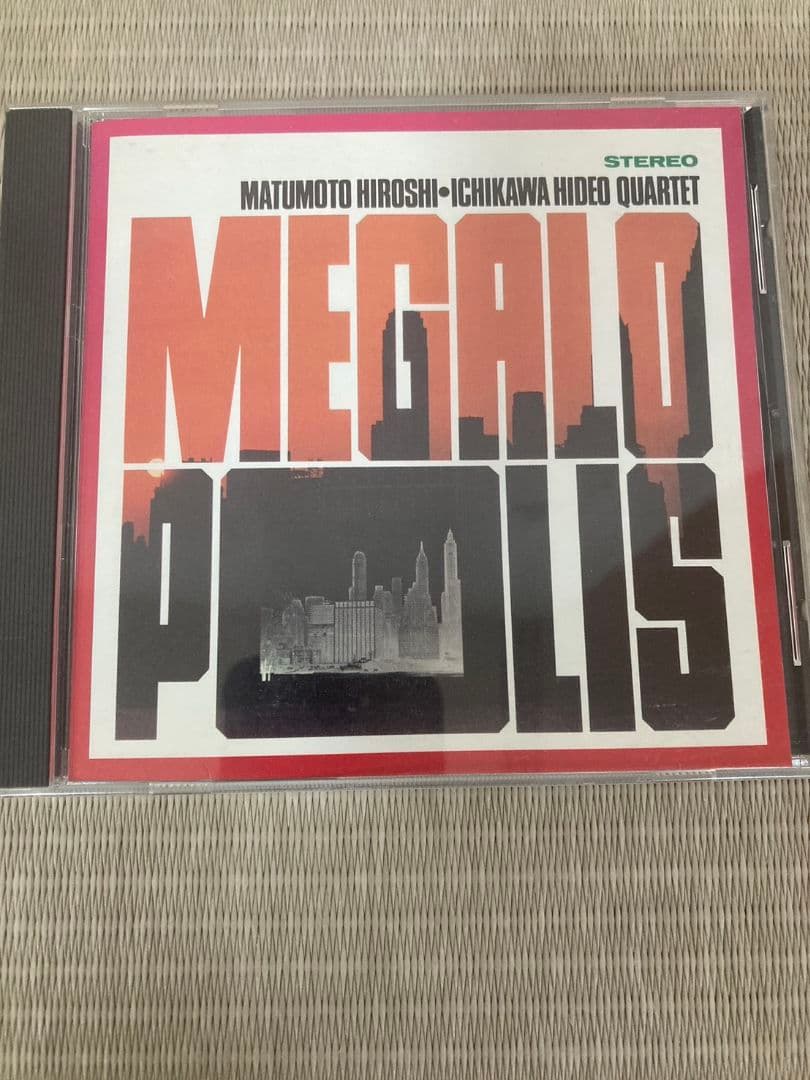 STEREO
MATUMOTO HIROSHI•ICHIKAWA HIDEO QUARTET
MEGALO
POLIS